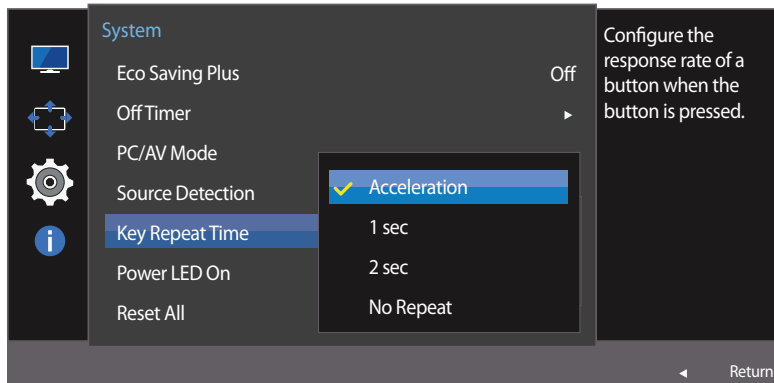 System
Eco Saving Plus Off
Off Timer
PC/AV Mode
Source Detection
Key Repeat Time
Power LED On
Reset All
Acceleration
1 sec
2 sec
No Repeat
Configure the
response rate of a
button when the
button is pressed.
Return